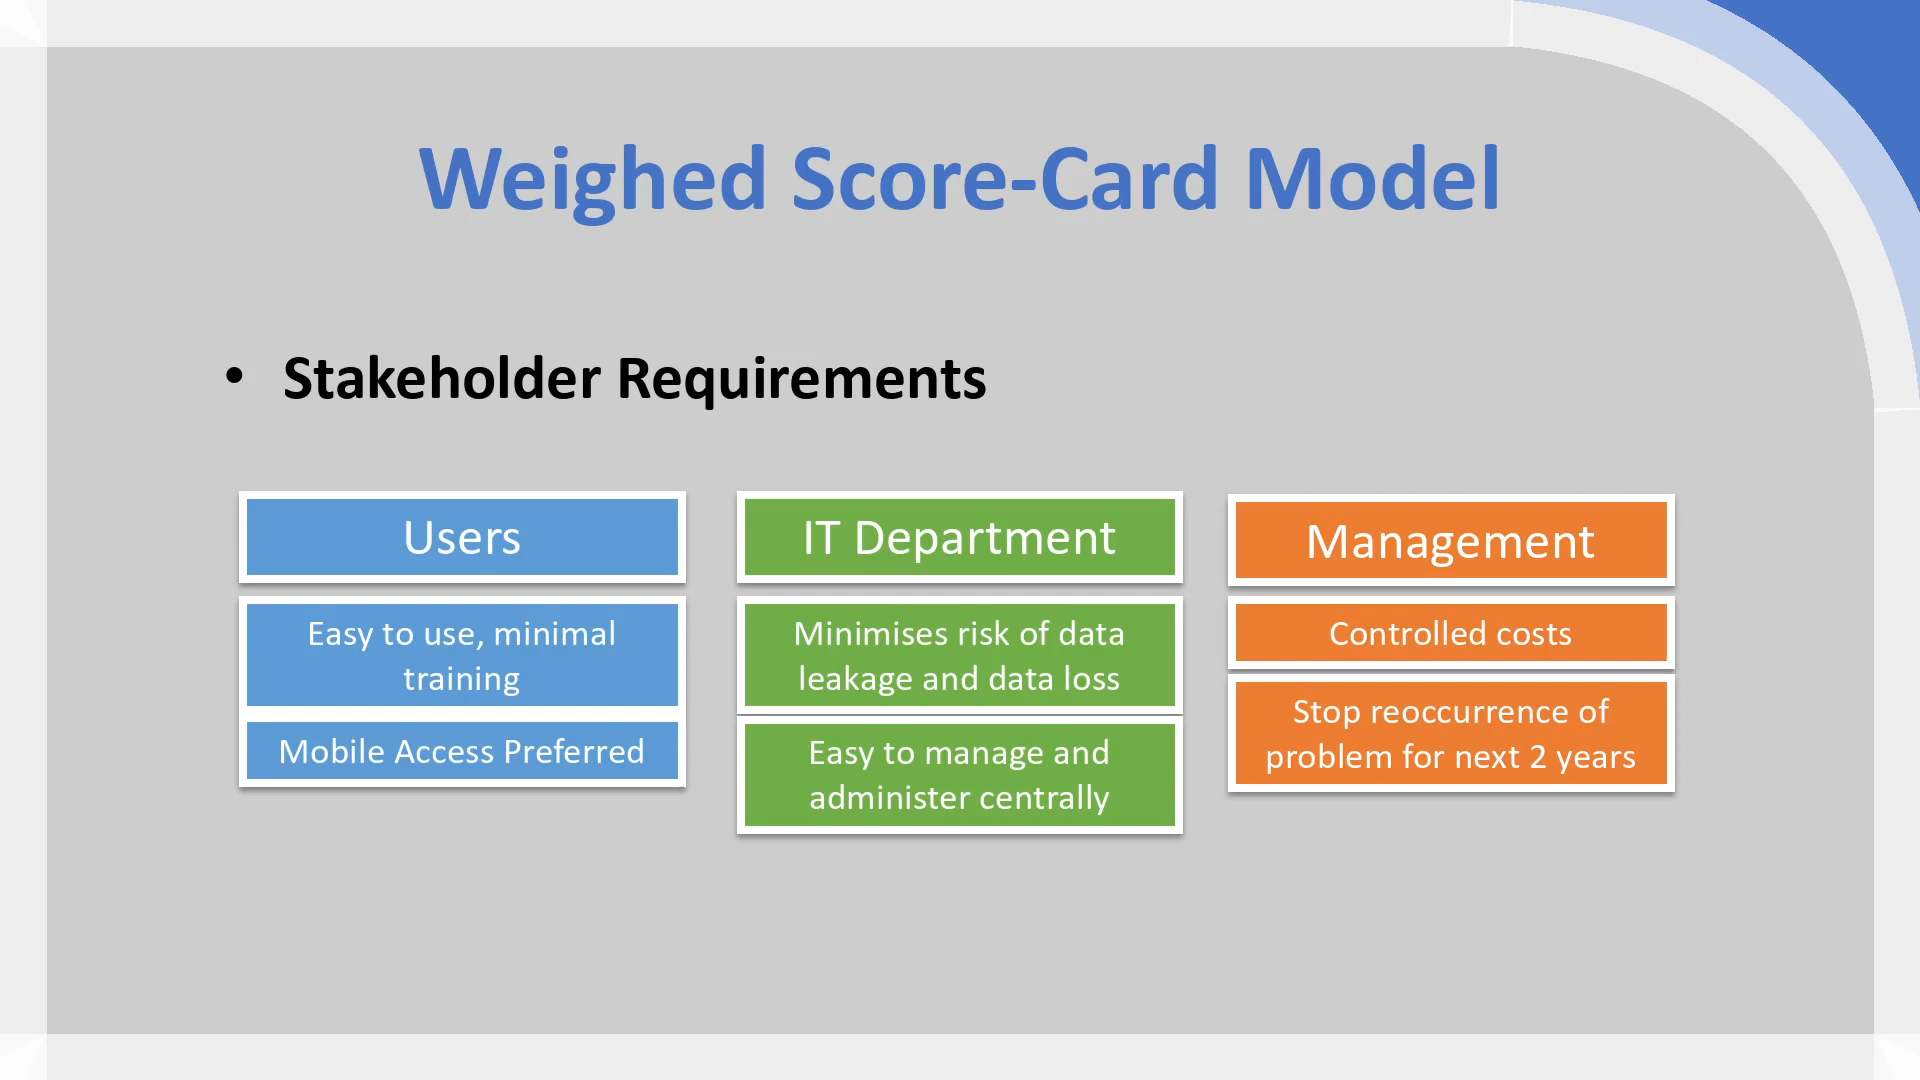 Weighed Score-Card Model
• Stakeholder Requirements
Users
Easy to use, minimal
training
Mobile Access Preferred
IT Department
Minimises risk of data
leakage and data loss
Easy to manage and
administer centrally
Management
Controlled costs
Stop reoccurrence of
problem for next 2 years